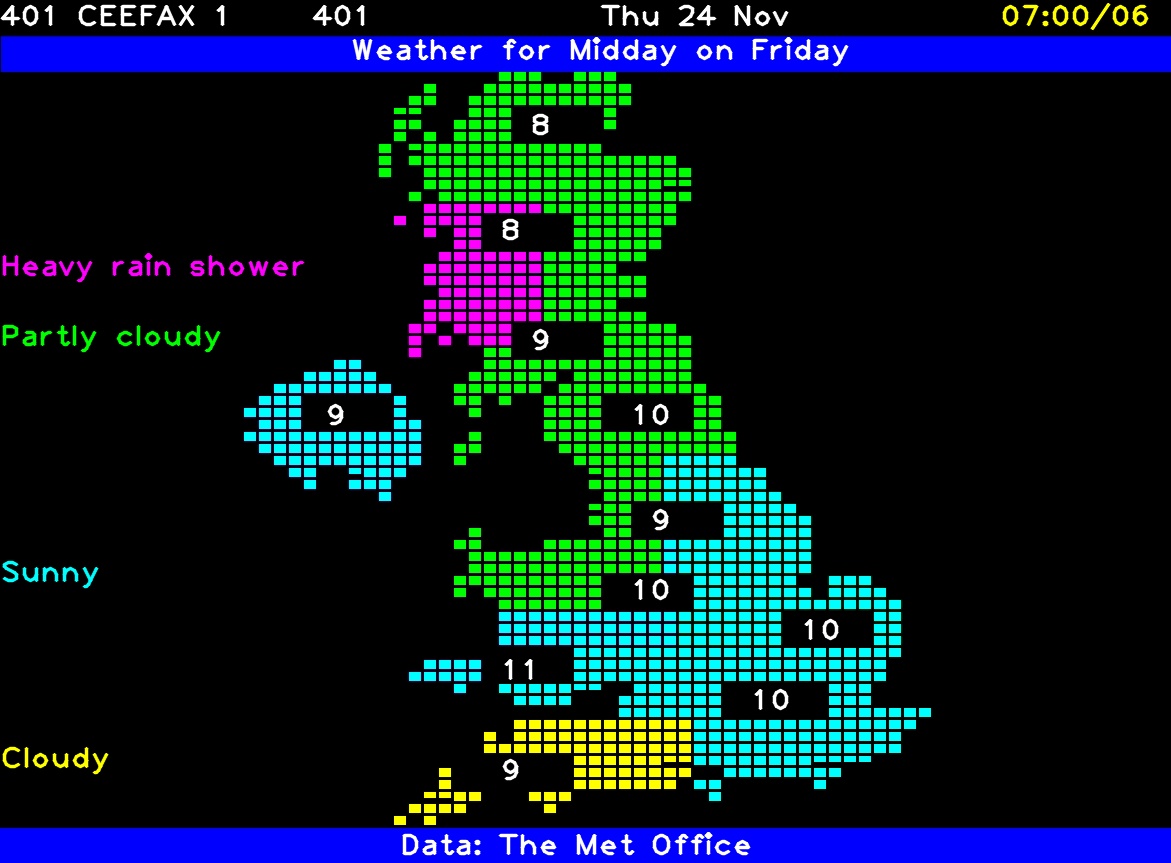 401 CEEFAX 1 401 Thu 24 Nov 07:00/06
Weather for Midday on Friday
8
8
Heavy rain shower
Partly cloudy 9
9 10
9
Sunny
10
10
11
10
Cloudy
9
Data: The Met Office